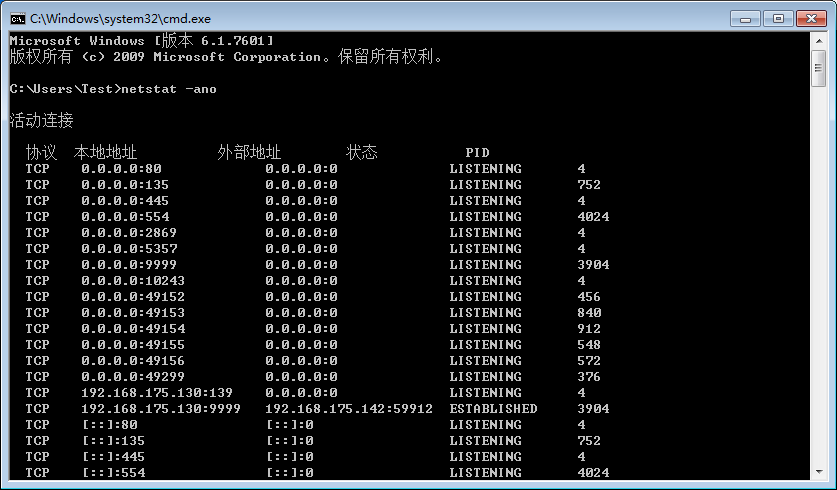 C:\Windows\system32\cmd.exe
Microsoft Windows [版本 6.1.7601]
版权所有 (c) 2009 Microsoft Corporation。保留所有权利。
C:\Users\Test>netstat -ano
活动连接
协议 本地地址 外部地址 状态 PID
TCP 0.0.0.0:80 0.0.0.0:0 LISTENING 4
TCP 0.0.0.0:135 0.0.0.0:0 LISTENING 752
TCP 0.0.0.0:445 0.0.0.0:0 LISTENING 4
TCP 0.0.0.0:554 0.0.0.0:0 LISTENING 4024
TCP 0.0.0.0:2869 0.0.0.0:0 LISTENING 4
TCP 0.0.0.0:5357 0.0.0.0:0 LISTENING 4
TCP 0.0.0.0:9999 0.0.0.0:0 LISTENING 3904
TCP 0.0.0.0:10243 0.0.0.0:0 LISTENING 4
TCP 0.0.0.0:49152 0.0.0.0:0 LISTENING 456
TCP 0.0.0.0:49153 0.0.0.0:0 LISTENING 840
TCP 0.0.0.0:49154 0.0.0.0:0 LISTENING 912
TCP 0.0.0.0:49155 0.0.0.0:0 LISTENING 548
TCP 0.0.0.0:49156 0.0.0.0:0 LISTENING 572
TCP 0.0.0.0:49299 0.0.0.0:0 LISTENING 376
TCP 192.168.175.130:139 0.0.0.0:0 LISTENING 4
TCP 192.168.175.130:9999 192.168.175.142:59912 ESTABLISHED 3904
TCP [::]:80 [::]:0 LISTENING 4
TCP [::]:135 [::]:0 LISTENING 752
TCP [::]:445 [::]:0 LISTENING 4
TCP [::]:554 [::]:0 LISTENING 4024